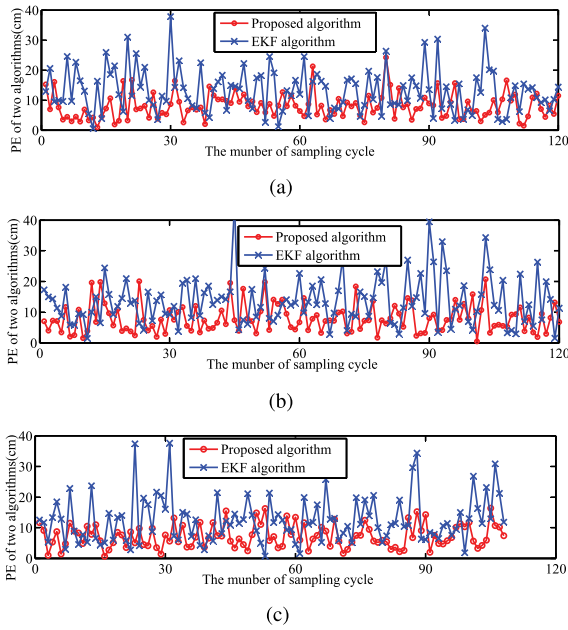 PE of two algorithms(cm)
40
30
20
10
0
Proposed algorithm
EKF algorithm
0 30 60 90 120
The munber of sampling cycle
(a)
PE of two algorithms(cm)
40
30
20
10
0
Proposed algorithm
EKF algorithm
0 30 60 90 120
The munber of sampling cycle
(b)
PE of two algorithms(cm)
40
30
20
10
0
Proposed algorithm
EKF algorithm
0 30 60 90 120
The munber of sampling cycle
(c)